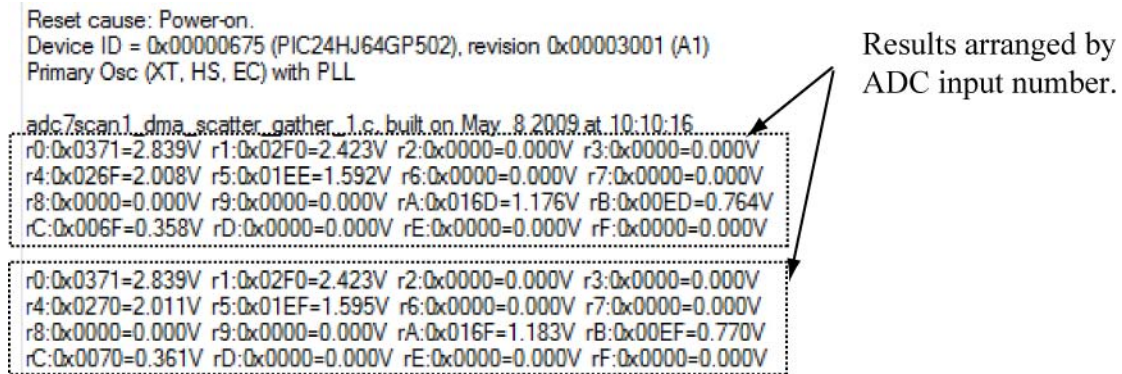 Reset cause: Power-on.
Device ID = 0x00000675 (PIC24HJ64GP502), revision 0x00003001 (A1)
Primary Osc (XT, HS, EC) with PLL
Results arranged by
ADC input number.
adc7scan1_dma_scatter_gather_1.c, built on May  8 2009 at 10:10:16
r0:0x0371=2.839V r1:0x02F0=2.423V r2:0x0000=0.000V r3:0x0000=0.000V
r4:0x026F=2.008V r5:0x01EE=1.592V r6:0x0000=0.000V r7:0x0000=0.000V
r8:0x0000=0.000V r9:0x0000=0.000V rA:0x016D=1.176V rB:0x00ED=0.764V
rC:0x006F=0.358V rD:0x0000=0.000V rE:0x0000=0.000V rF:0x0000=0.000V
r0:0x0371=2.839V r1:0x02F0=2.423V r2:0x0000=0.000V r3:0x0000=0.000V
r4:0x0270=2.011V r5:0x01EF=1.595V r6:0x0000=0.000V r7:0x0000=0.000V
r8:0x0000=0.000V r9:0x0000=0.000V rA:0x016F=1.183V rB:0x00EF=0.770V
rC:0x0070=0.361V rD:0x0000=0.000V rE:0x0000=0.000V rF:0x0000=0.000V